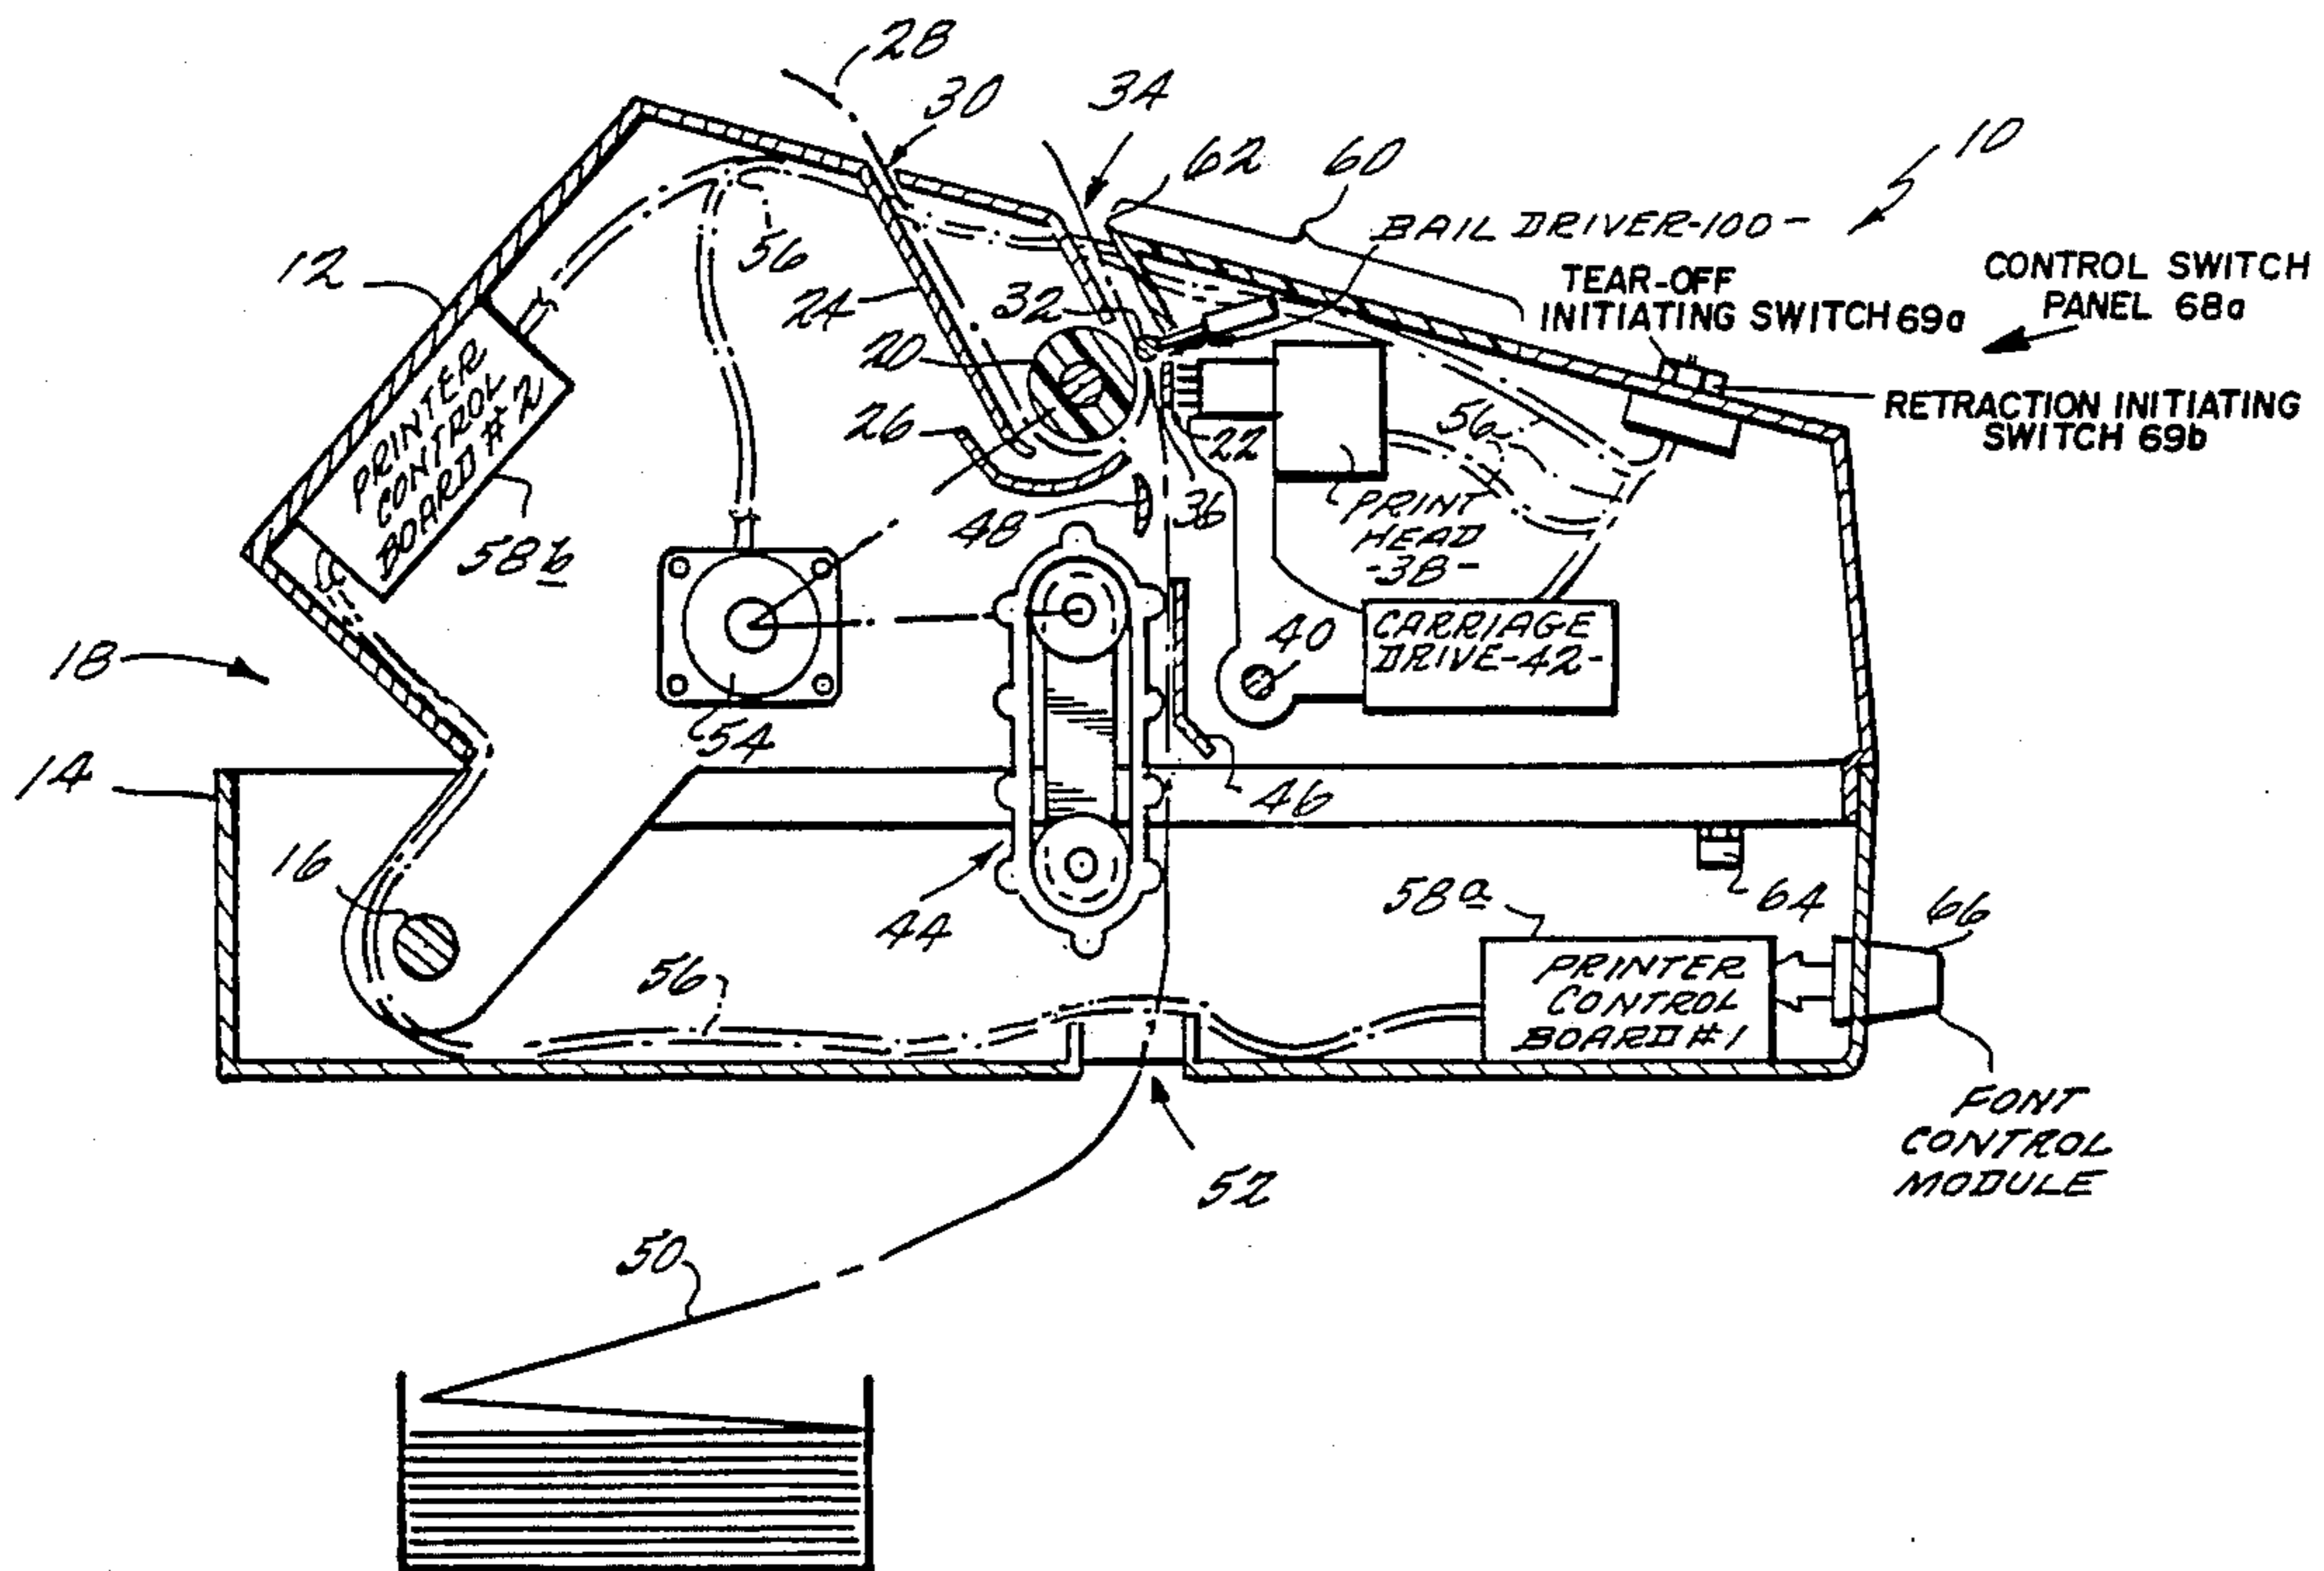 28
30
34
62
60
10
BAIL DRIVER-100-
TEAR-OFF
INITIATING SWITCH 69a
CONTROL SWITCH
PANEL 68a
12
56
24
32
20
26
22
56
RETRACTION INITIATING
SWITCH 69b
PRINTER
CONTROL
BOARD #2
58b
48
36
PRINT
HEAD
-38-
18
54
40
CARRIAGE
DRIVE-42-
14
46
16
44
58a
64
66
56
PRINTER
CONTROL
BOARD #1
FONT
CONTROL
MODULE
52
50